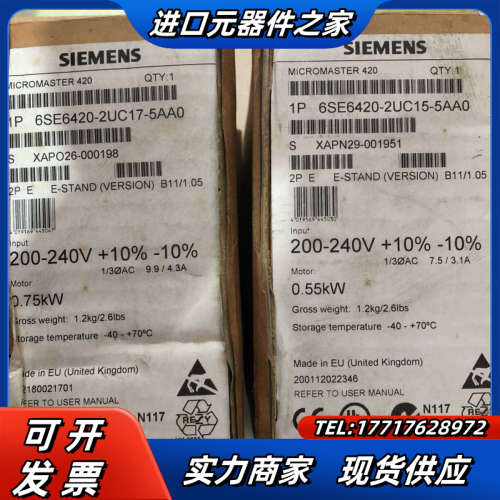 进口元器件之家
SIEMENS
MICROMASTER 420 QTY:1
1P 6SE6420-2UC17-5AA0
S XAPO26-000198
2P E E-STAND (VERSION) B11/1.05
Input:
200-240V +10% -10%
1/3ØAC 9.9 / 4.3A
Motor:
0.75kW
Gross weight: 1.2kg/2.6lbs
Storage temperature -40 - +70°C
Made in EU (United Kingdom)
2180021701
REFER TO USER MANUAL
N117
REZY
SIEMENS
MICROMASTER 420 QTY:1
1P 6SE6420-2UC15-5AA0
S XAPN29-001951
2P E E-STAND (VERSION) B11/1.05
Input:
200-240V +10% -10%
1/3ØAC 7.5 / 3.1A
Motor:
0.55kW
Gross weight: 1.2kg/2.6lbs
Storage temperature -40 - +70°C
Made in EU (United Kingdom)
200112022346
REFER TO USER MANUAL
CE UL N117
TEL:17717628972
可开
发票
实力商家 现货供应